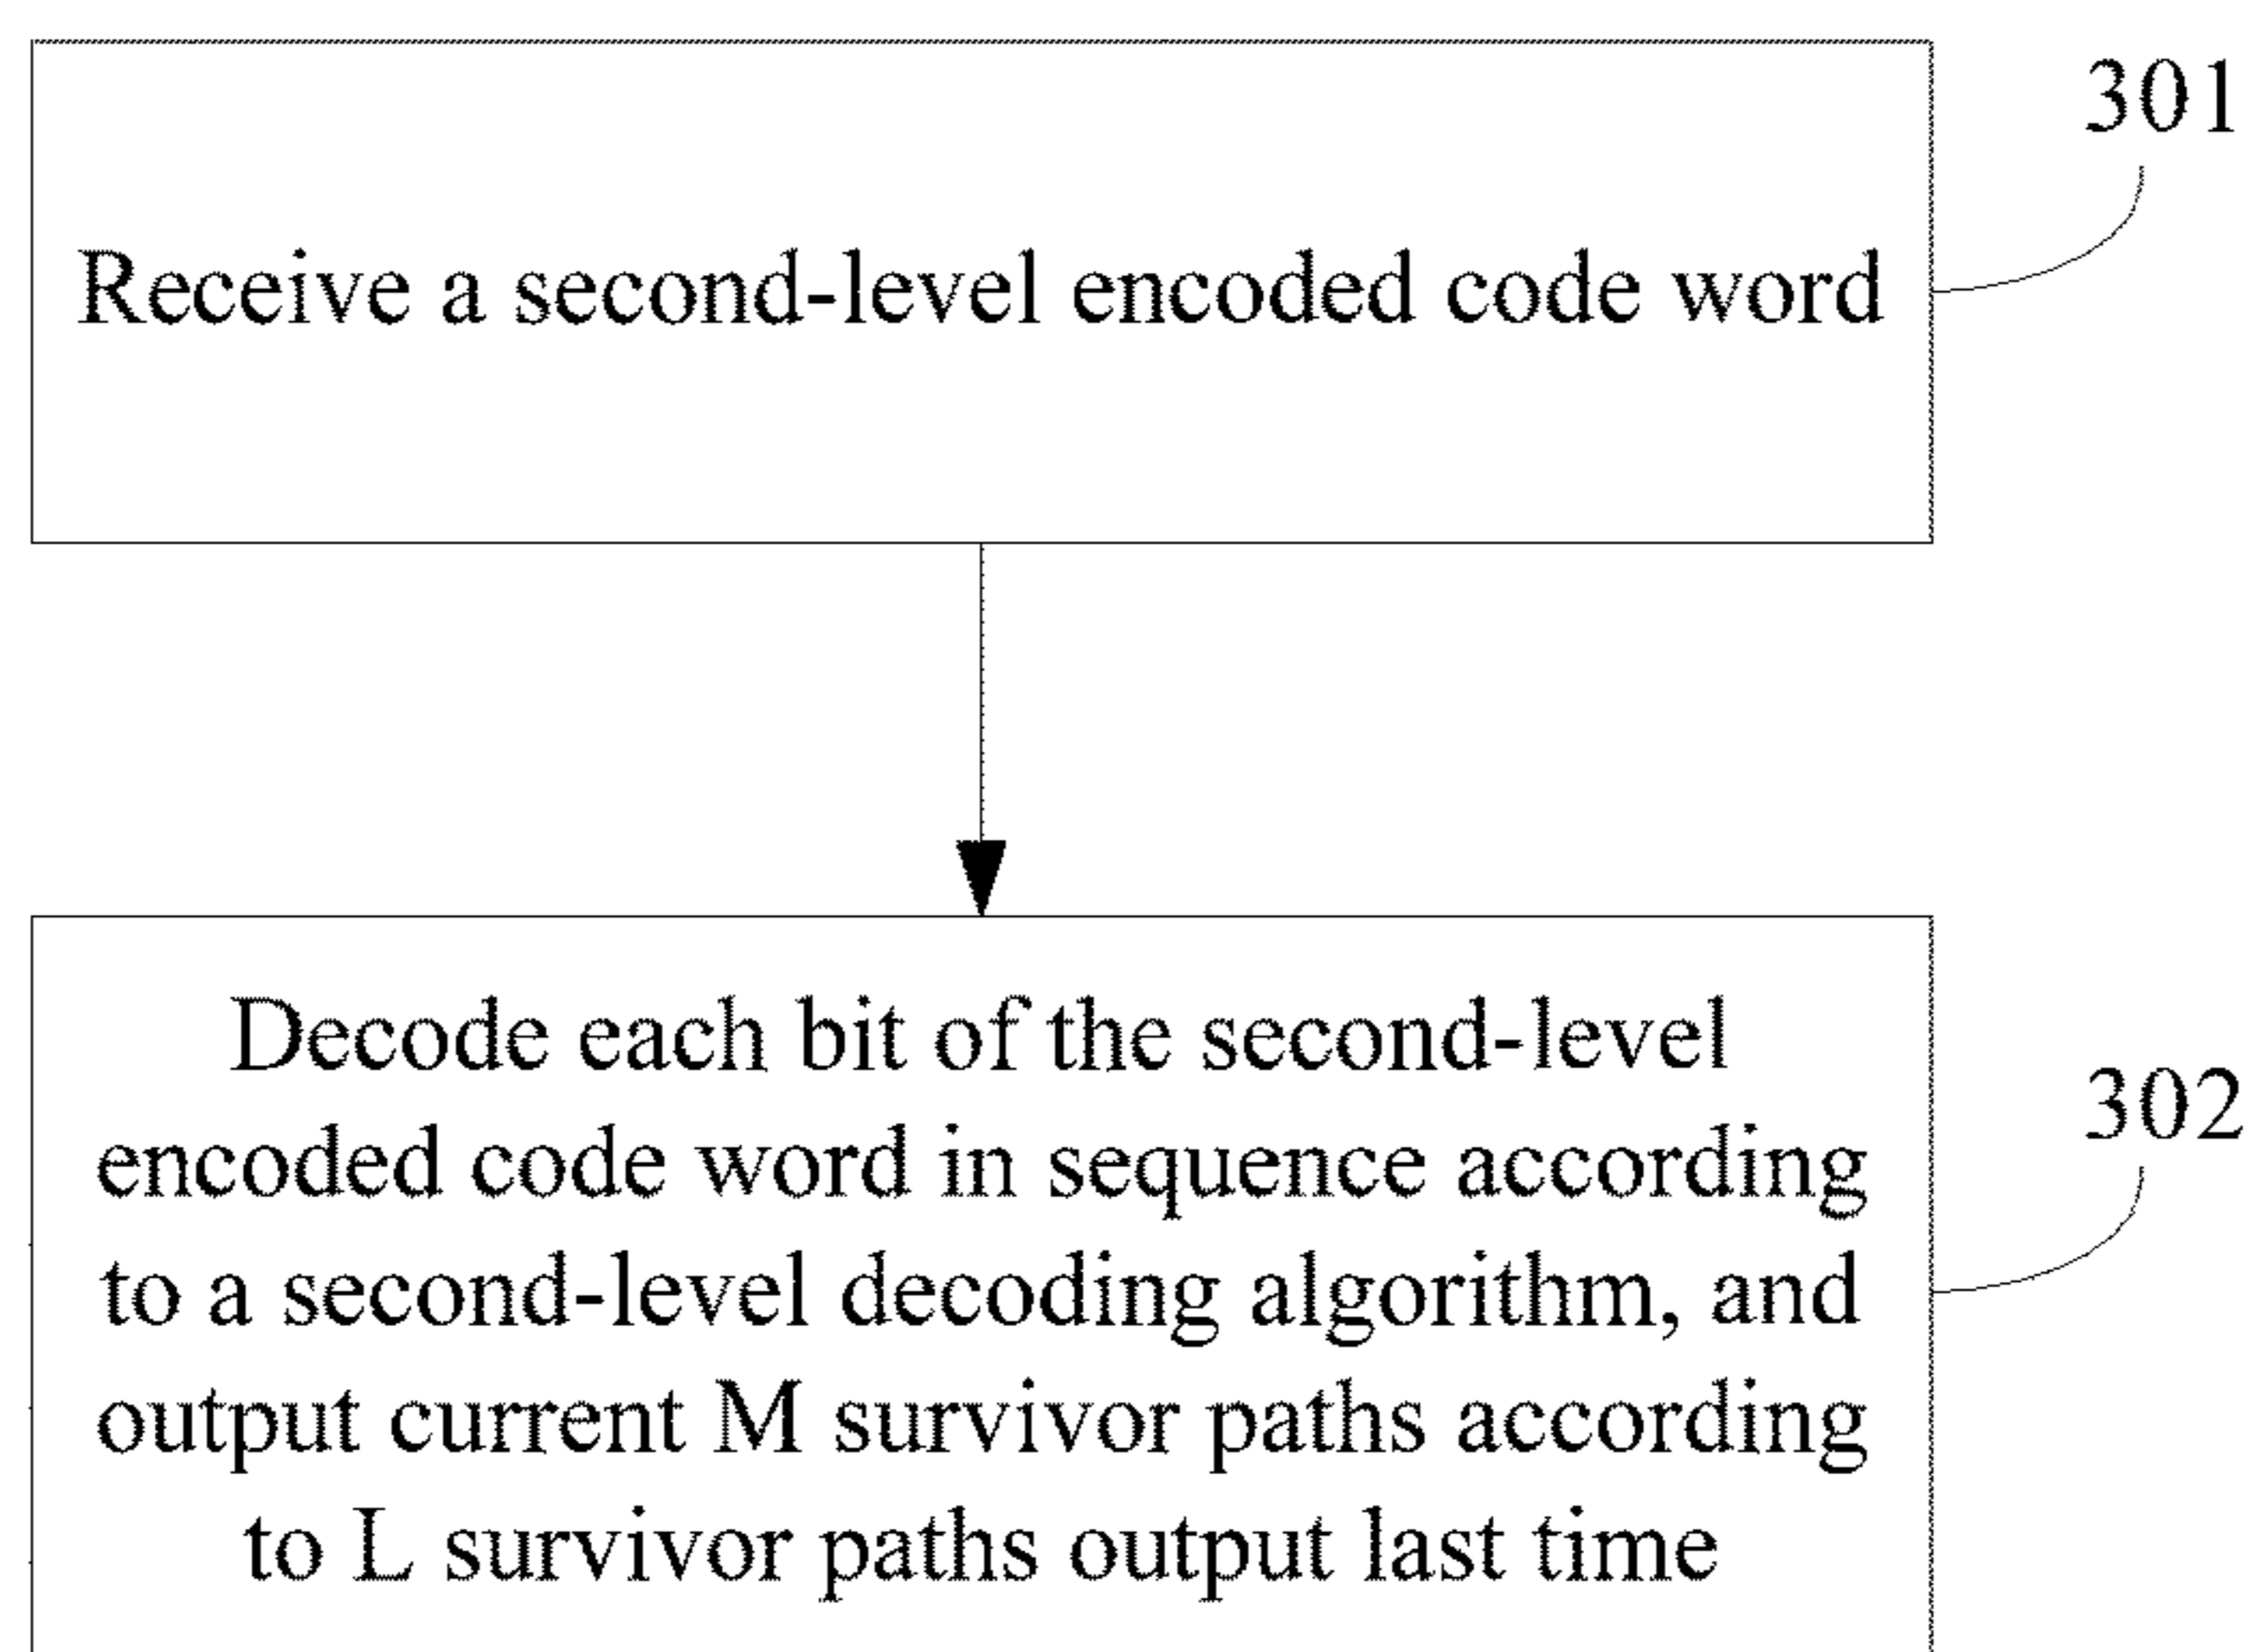 301
Receive a second-level encoded code word
Decode each bit of the second-level
302
encoded code word in sequence according
to a second-level decoding algorithm, and
output current M survivor paths according
to L survivor paths output last time